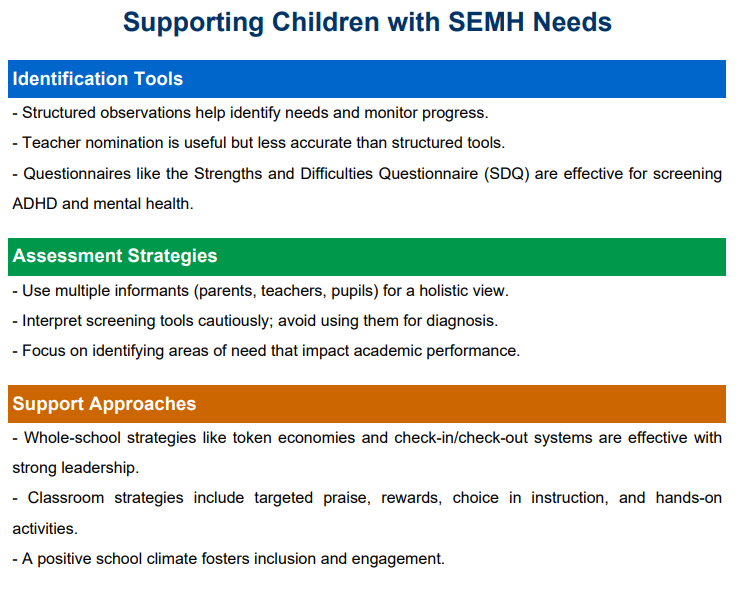 Supporting Children with SEMH Needs
Identification Tools
- Structured observations help identify needs and monitor progress.
- Teacher nomination is useful but less accurate than structured tools.
- Questionnaires like the Strengths and Difficulties Questionnaire (SDQ) are effective for screening
ADHD and mental health.
Assessment Strategies
- Use multiple informants (parents, teachers, pupils) for a holistic view.
- Interpret screening tools cautiously; avoid using them for diagnosis.
- Focus on identifying areas of need that impact academic performance.
Support Approaches
- Whole-school strategies like token economies and check-in/check-out systems are effective with
strong leadership.
- Classroom strategies include targeted praise, rewards, choice in instruction, and hands-on
activities.
- A positive school climate fosters inclusion and engagement.